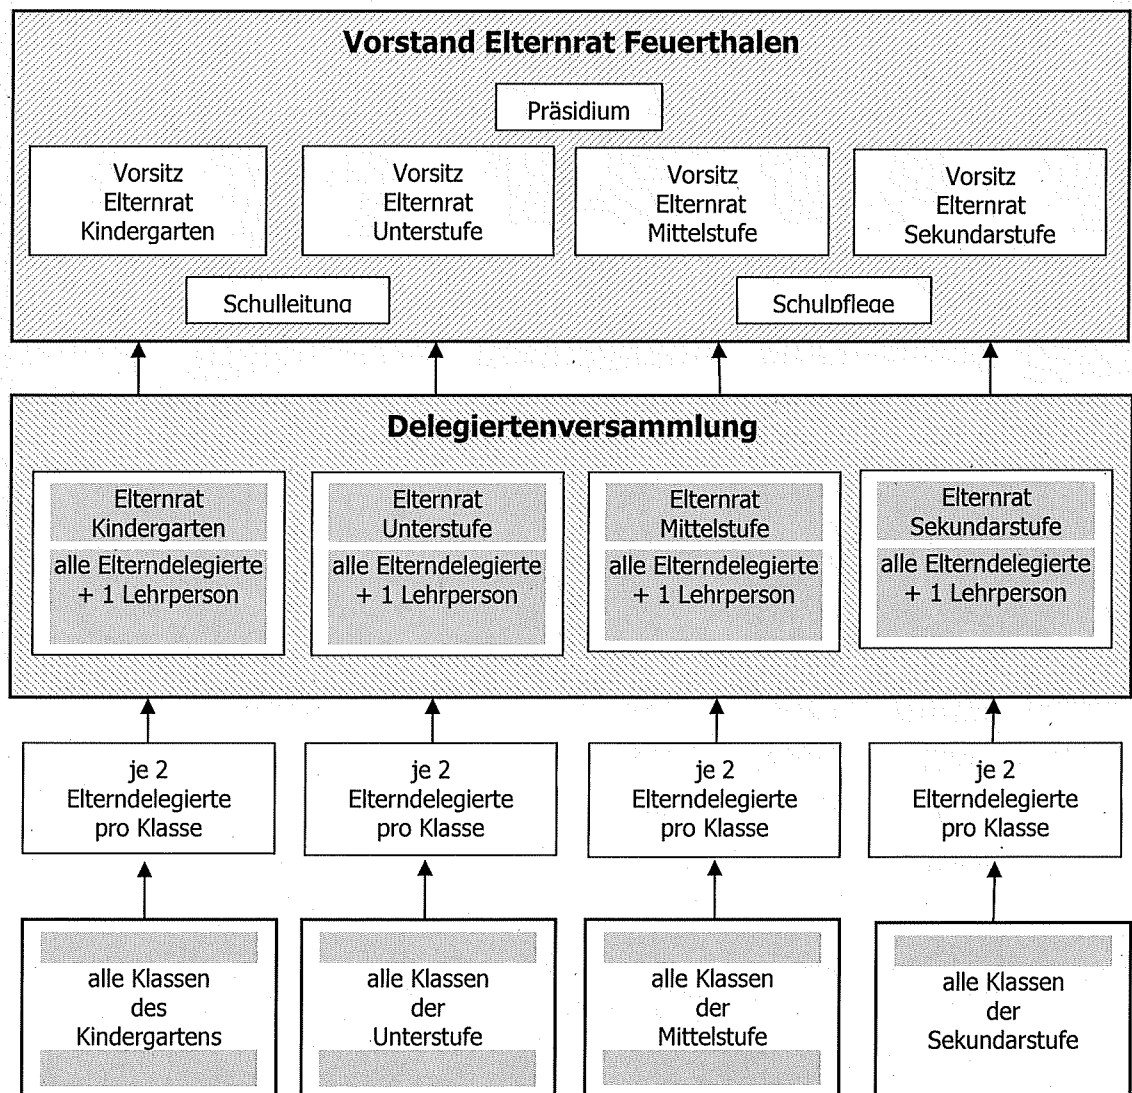 Vorstand Elternrat Feuerthalen
Präsidium
Vorsitz
Elternrat
Kindergarten
Vorsitz
Elternrat
Unterstufe
Vorsitz
Elternrat
Mittelstufe
Vorsitz
Elternrat
Sekundarstufe
Schulleitung
Schulpflege
Delegiertenversammlung
Elternrat
Kindergarten
alle Elterndelegierte
+ 1 Lehrperson
Elternrat
Unterstufe
alle Elterndelegierte
+ 1 Lehrperson
Elternrat
Mittelstufe
alle Elterndelegierte
+ 1 Lehrperson
Elternrat
Sekundarstufe
alle Elterndelegierte
+ 1 Lehrperson
je 2
Elterndelegierte
pro Klasse
je 2
Elterndelegierte
pro Klasse
je 2
Elterndelegierte
pro Klasse
je 2
Elterndelegierte
pro Klasse
alle Klassen
des
Kindergartens
alle Klassen
der
Unterstufe
alle Klassen
der
Mittelstufe
alle Klassen
der
Sekundarstufe